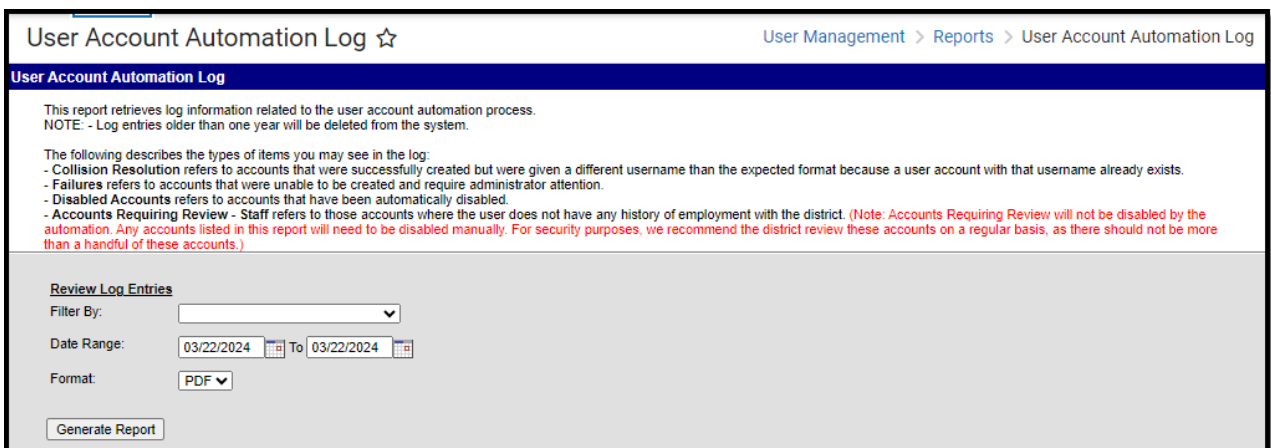 User Account Automation Log ☆
User Management > Reports > User Account Automation Log
User Account Automation Log
This report retrieves log information related to the user account automation process.
NOTE: - Log entries older than one year will be deleted from the system.
The following describes the types of items you may see in the log:
- Collision Resolution refers to accounts that were successfully created but were given a different username than the expected format because a user account with that username already exists.
- Failures refers to accounts that were unable to be created and require administrator attention.
- Disabled Accounts refers to accounts that have been automatically disabled.
- Accounts Requiring Review - Staff refers to those accounts where the user does not have any history of employment with the district. (Note: Accounts Requiring Review will not be disabled by the
automation. Any accounts listed in this report will need to be disabled manually. For security purposes, we recommend the district review these accounts on a regular basis, as there should not be more
than a handful of these accounts.)
Review Log Entries
Filter By:
Date Range: 03/22/2024 To 03/22/2024
Format: PDF
Generate Report